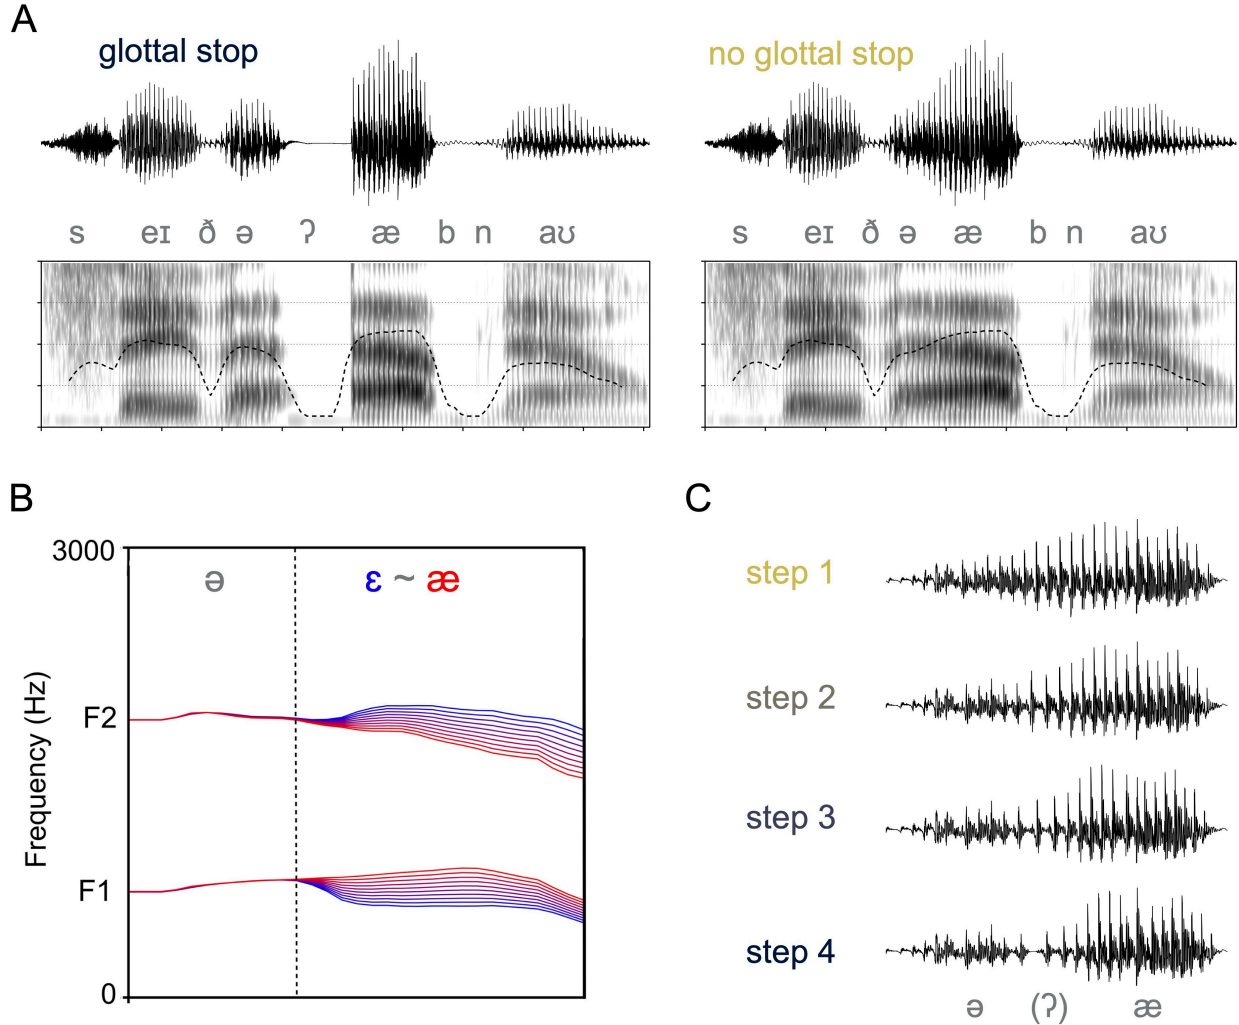 A
glottal stop
no glottal stop
s eɪ ð ə ʔ æ b n aʊ
s eɪ ð ə æ b n aʊ
B
3000
ə
ɛ ~ æ
Frequency (Hz)
F2
F1
0
C
step 1
step 2
step 3
step 4
ə (ʔ) æ